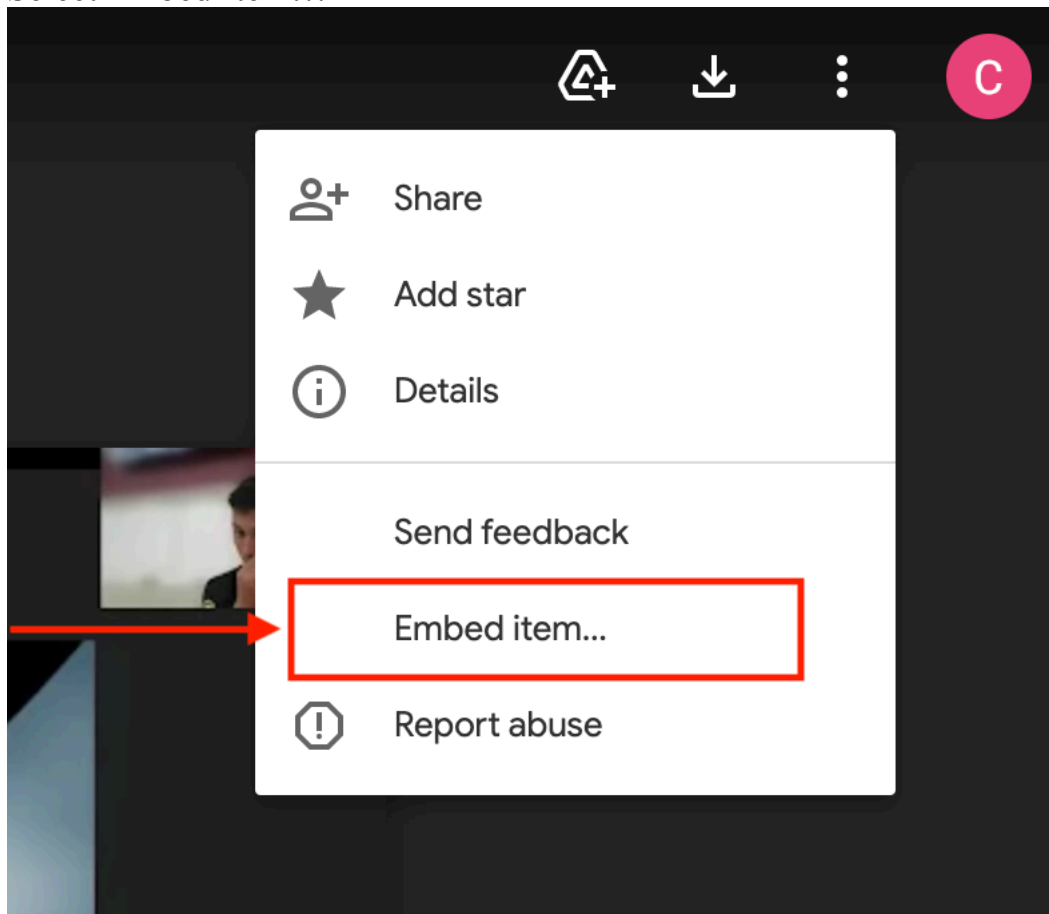 C
Share
Add star
Details
Send feedback
Embed item...
Report abuse